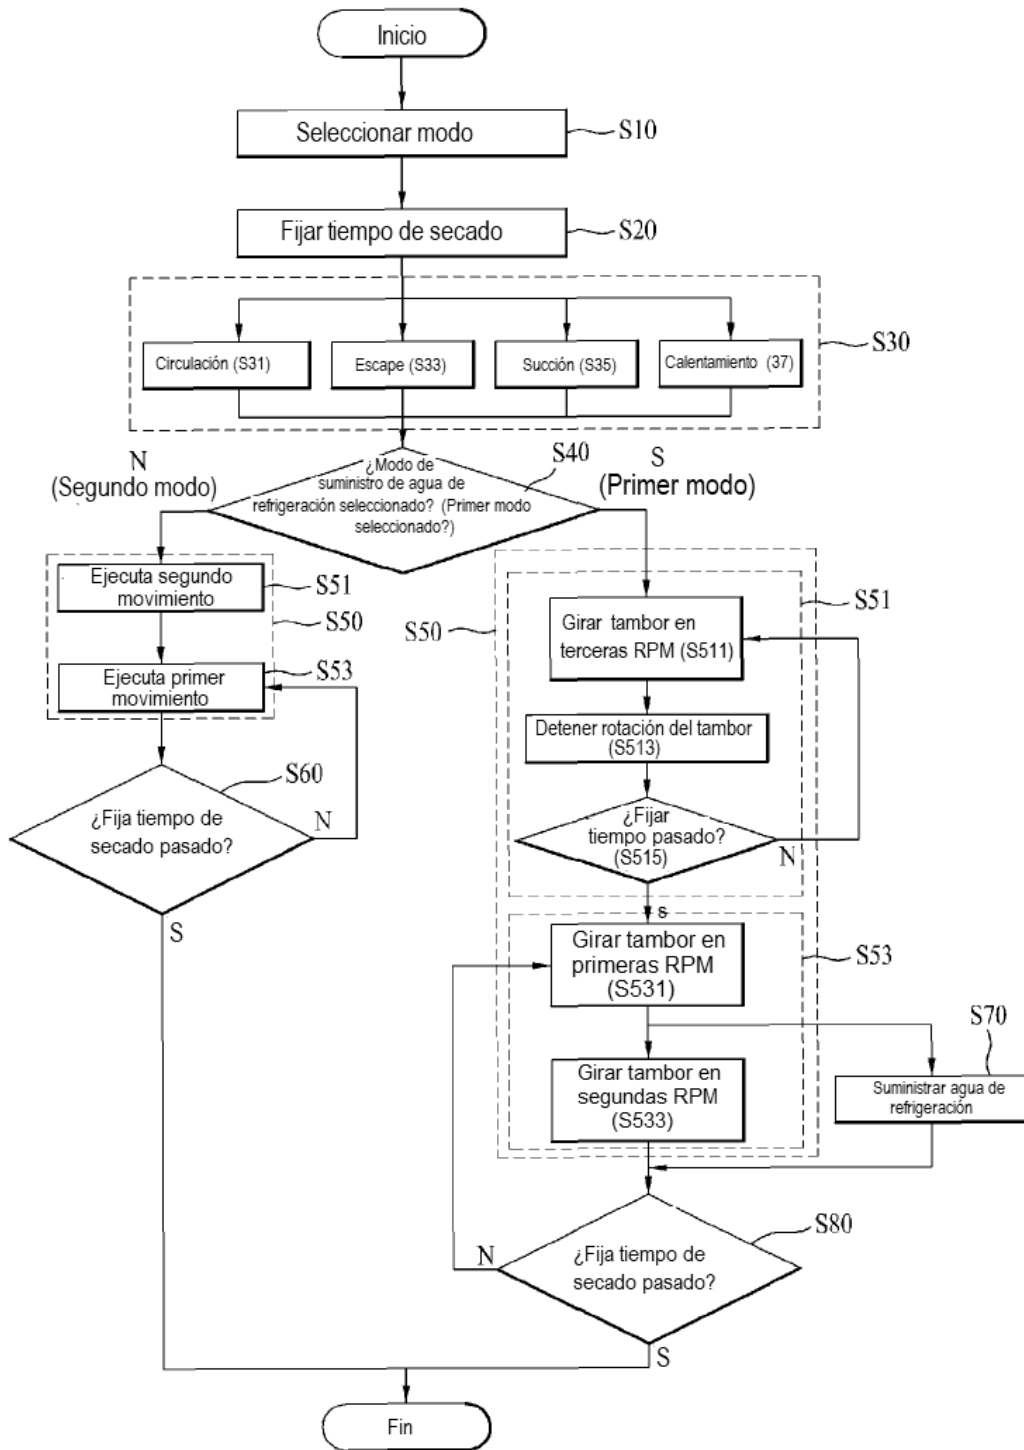 Inicio
Seleccionar modo
S10
Fijar tiempo de secado
S20
Circulación (S31)
Escape (S33)
Succión (S35)
Calentamiento (37)
S30
N
(Segundo modo)
¿Modo de
suministro de agua de
refrigeración seleccionado? (Primer modo
seleccionado?)
S40
S
(Primer modo)
Ejecuta segundo
movimiento
S51
S50
Ejecuta primer
movimiento
S53
S60
¿Fija tiempo de
secado pasado?
N
S
S50
S51
Girar tambor en
terceras RPM (S511)
Detener rotación del tambor
(S513)
¿Fijar
tiempo pasado?
(S515)
N
s
Girar tambor en
primeras RPM
(S531)
S53
S70
Girar tambor en
segundas RPM
(S533)
Suministrar agua de
refrigeración
S80
N
¿Fija tiempo de
secado pasado?
S
Fin